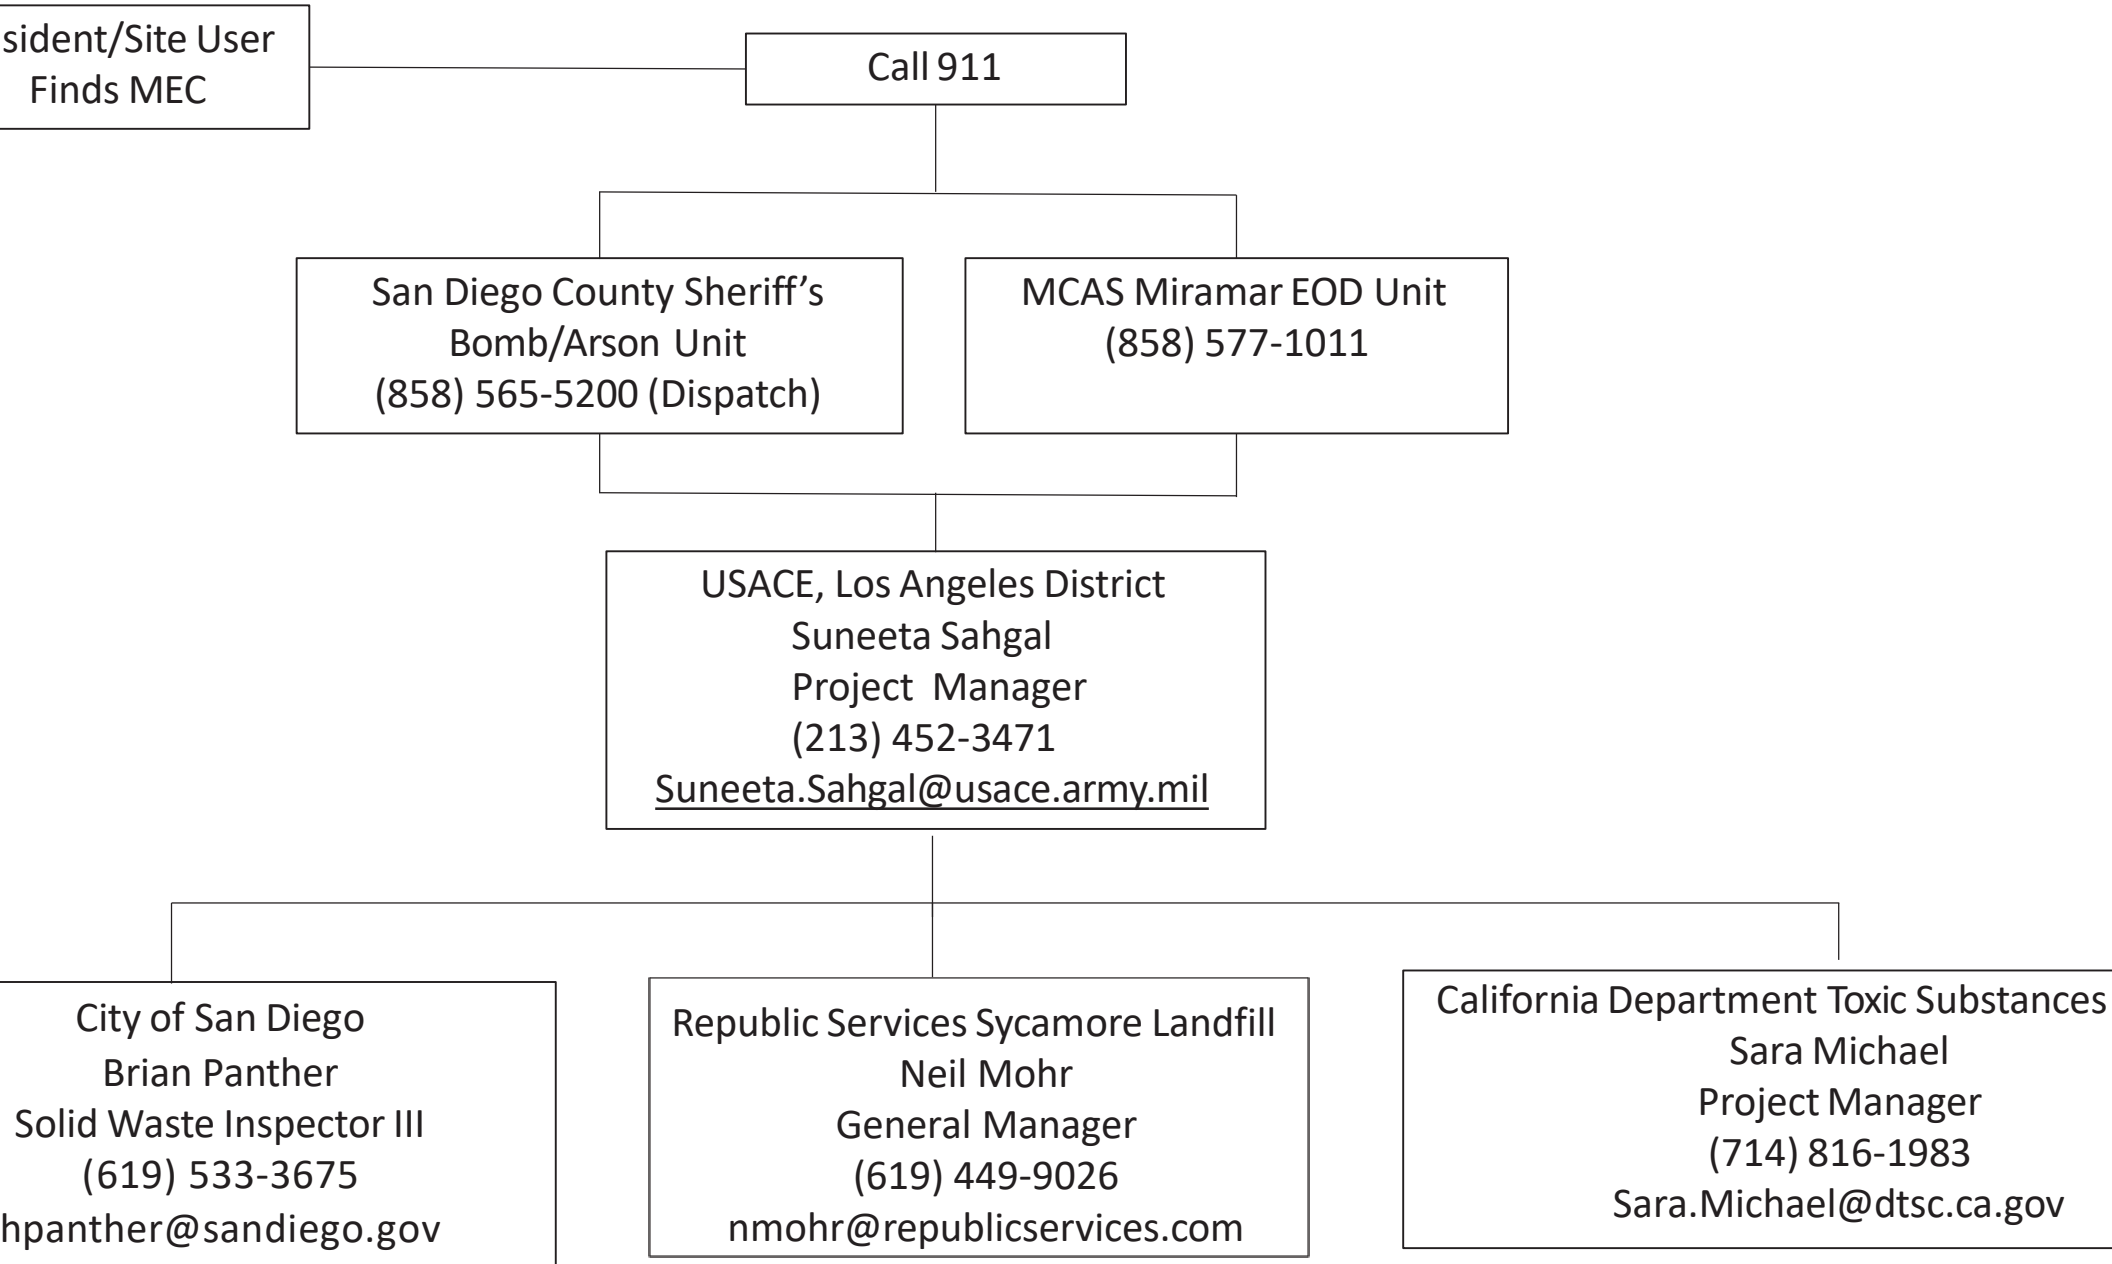 sident/Site User
Finds MEC
Call 911
San Diego County Sheriff’s
Bomb/Arson Unit
(858) 565-5200 (Dispatch)
MCAS Miramar EOD Unit
(858) 577-1011
USACE, Los Angeles District
Suneeta Sahgal
Project Manager
(213) 452-3471
Suneeta.Sahgal@usace.army.mil
City of San Diego
Brian Panther
Solid Waste Inspector III
(619) 533-3675
hpanther@sandiego.gov
Republic Services Sycamore Landfill
Neil Mohr
General Manager
(619) 449-9026
nmohr@republicservices.com
California Department Toxic Substances
Sara Michael
Project Manager
(714) 816-1983
Sara.Michael@dtsc.ca.gov